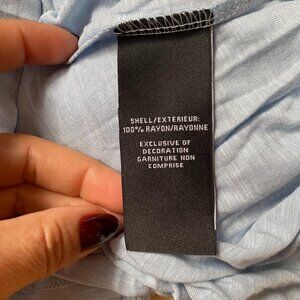 SHELL/EXTERIEUR:
100% RAYON/RAYONNE
EXCLUSIVE OF
DECORATION
GARNITURE NON
COMPRISE